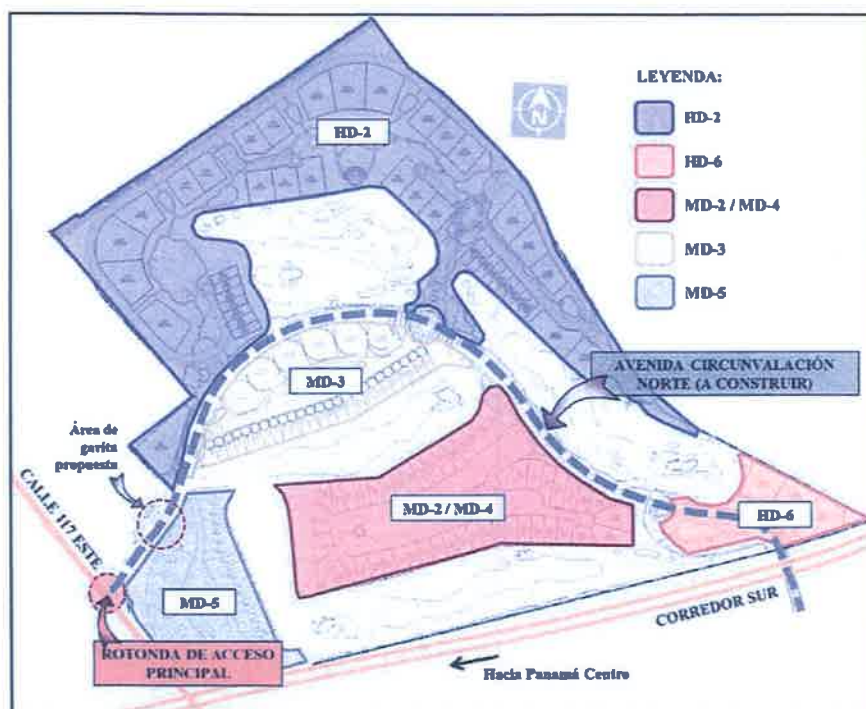 LEYENDA:
HD-2
HD-6
MD-2 / MD-4
MD-3
MD-5
N
HD-2
AVENIDA CIRCUNVALACIÓN
NORTE (A CONSTRUIR)
MD-3
Área de
garita
propuesta
CALLE 117 ESTE
MD-2 / MD-4
HD-6
MD-5
CORREDOR SUR
ROTONDA DE ACCESO
PRINCIPAL
Hacia Panamá Centro